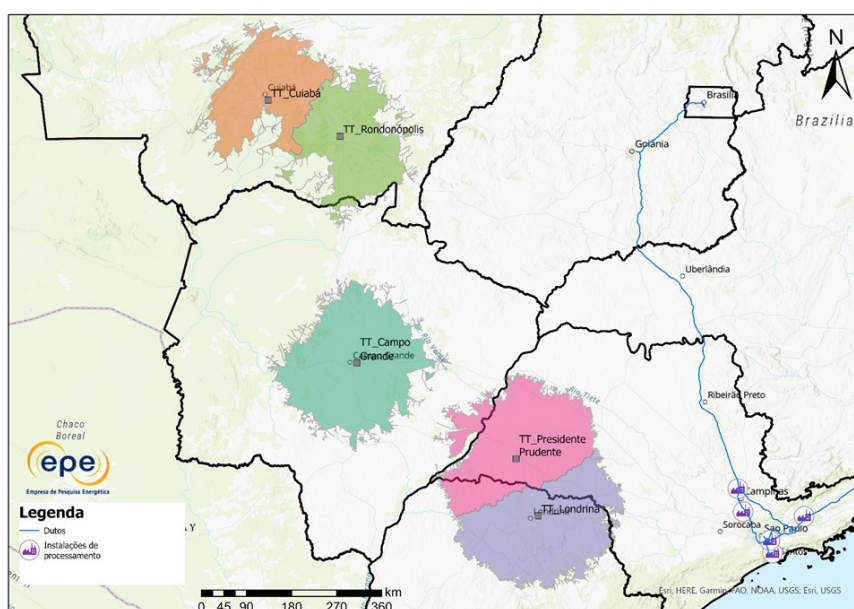 N
Cuiabá
TT_Cuiabá
TT_Rondonópolis
Brasília
Brazilia
Goiânia
Uberlândia
TT_Campo
Grande
Rio Tiete
Ribeirão Preto
Chaco
Boreal
TT_Presidente
Prudente
epe
Empresa de Pesquisa Energética
Campinas
TT_Londrina
Sorocaba
Sao Paulo
Legenda
Dutos
Instalações de
processamento
A Y
km
0 45 90 180 270 360
Esri, HERE, Garmin, FAO, NOAA, USGS; Esri, USGS